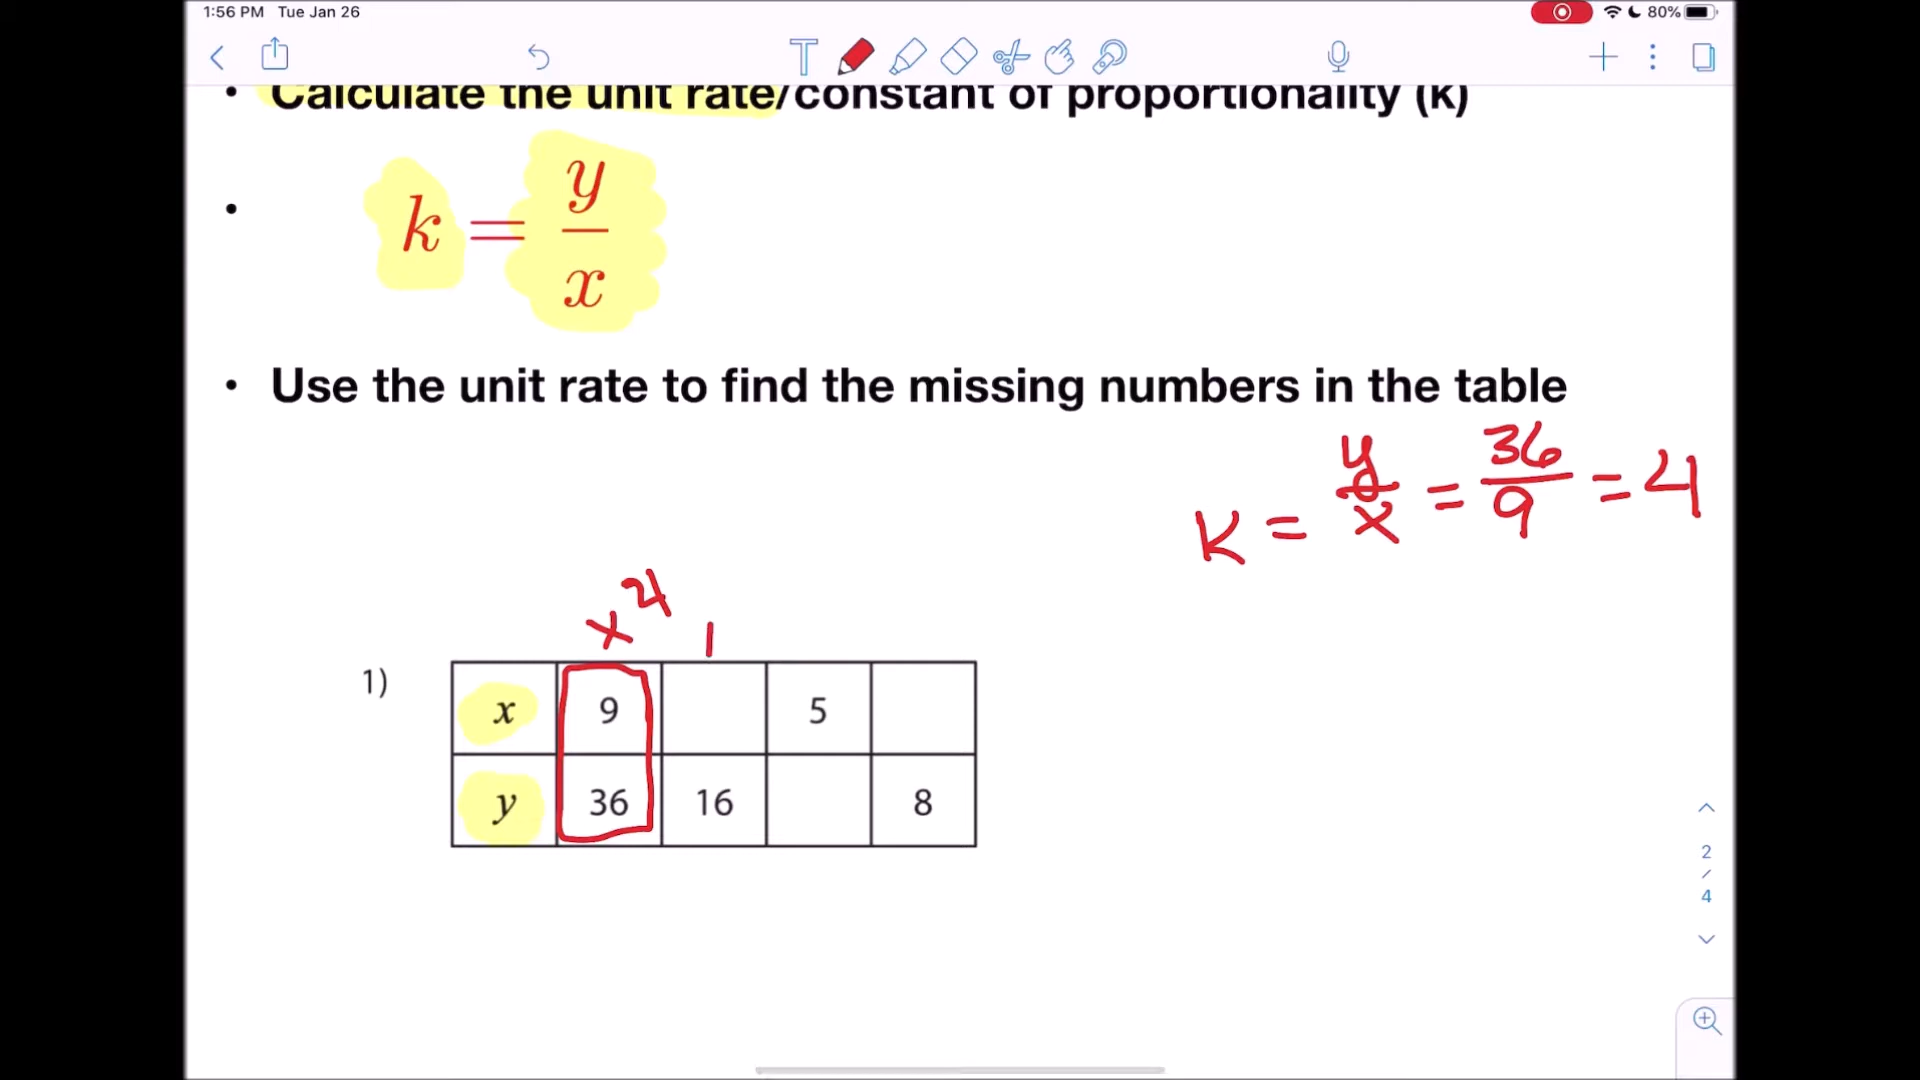 1:56 PM Tue Jan 26
80%
T
• Calculate the unit rate/constant of proportionality (k)
• k = y/x
• Use the unit rate to find the missing numbers in the table
K = y/x = 36/9 = 4
x 4 1
1)
x 9 5
y 36 16 8
2
/
4